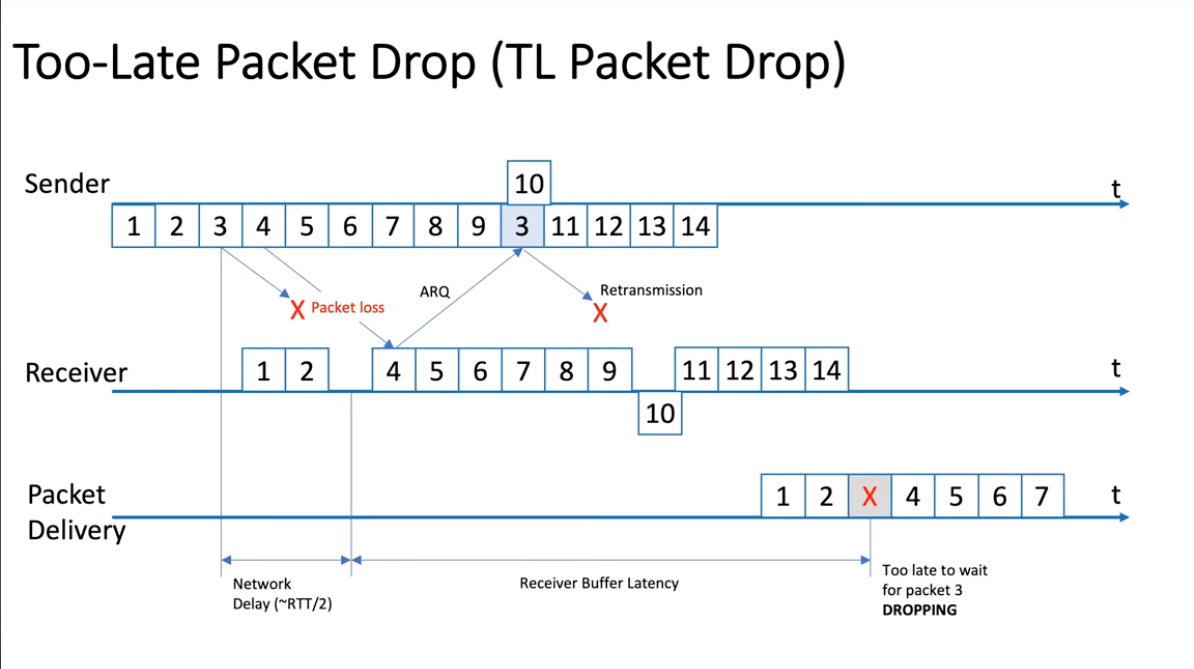 Too-Late Packet Drop (TL Packet Drop)
Sender
10
t
1 2 3 4 5 6 7 8 9 3 11 12 13 14
ARQ
Retransmission
X Packet loss
X
Receiver
1 2 4 5 6 7 8 9 11 12 13 14
t
10
Packet
Delivery
1 2 X 4 5 6 7
t
Network
Delay (~RTT/2)
Receiver Buffer Latency
Too late to wait
for packet 3
DROPPING